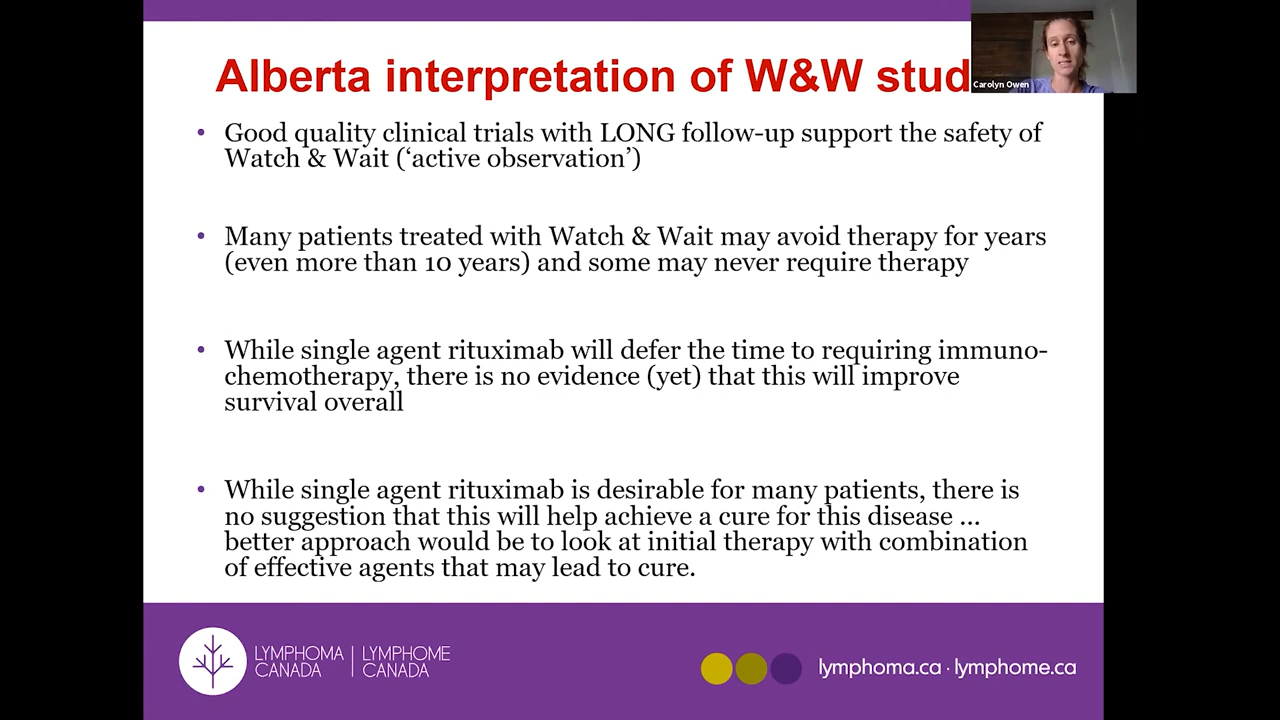 Alberta interpretation of W&W stud
Carolyn Owen
• Good quality clinical trials with LONG follow-up support the safety of
Watch & Wait (‘active observation’)
• Many patients treated with Watch & Wait may avoid therapy for years
(even more than 10 years) and some may never require therapy
• While single agent rituximab will defer the time to requiring immuno-
chemotherapy, there is no evidence (yet) that this will improve
survival overall
• While single agent rituximab is desirable for many patients, there is
no suggestion that this will help achieve a cure for this disease ...
better approach would be to look at initial therapy with combination
of effective agents that may lead to cure.
LYMPHOMA | LYMPHOME
CANADA | CANADA
lymphoma.ca · lymphome.ca